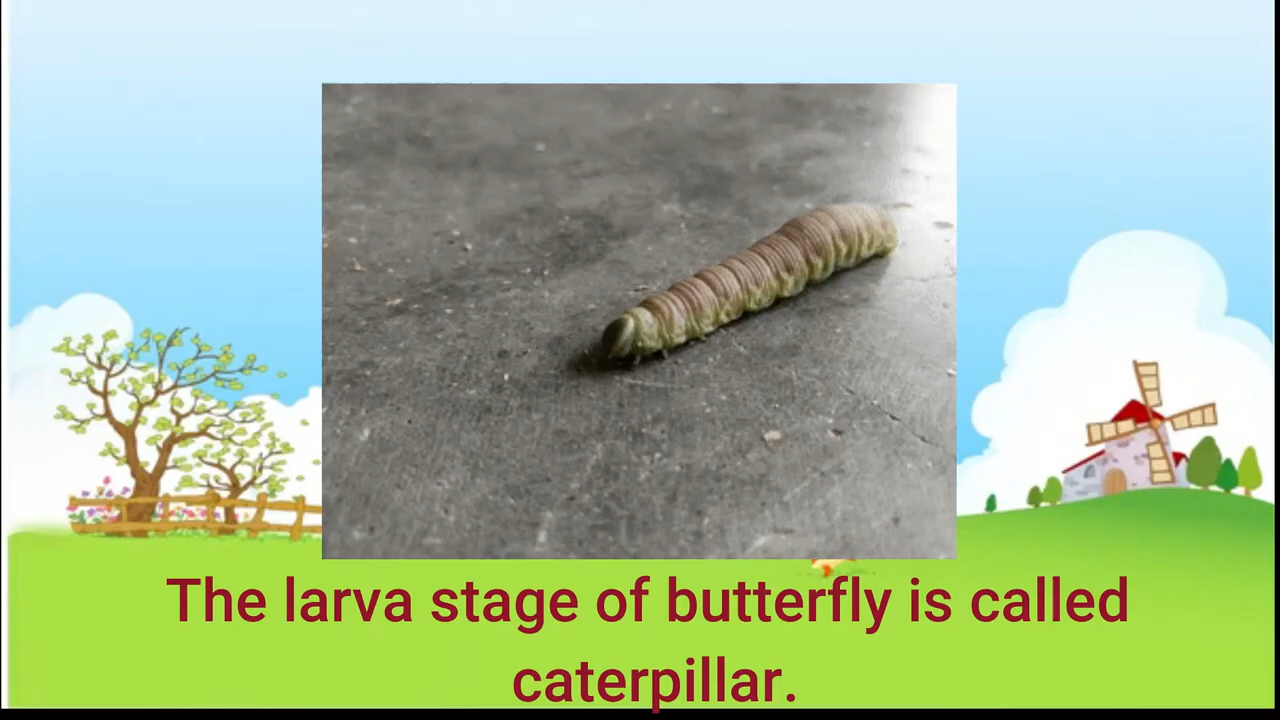 The larva stage of butterfly is called
caterpillar.